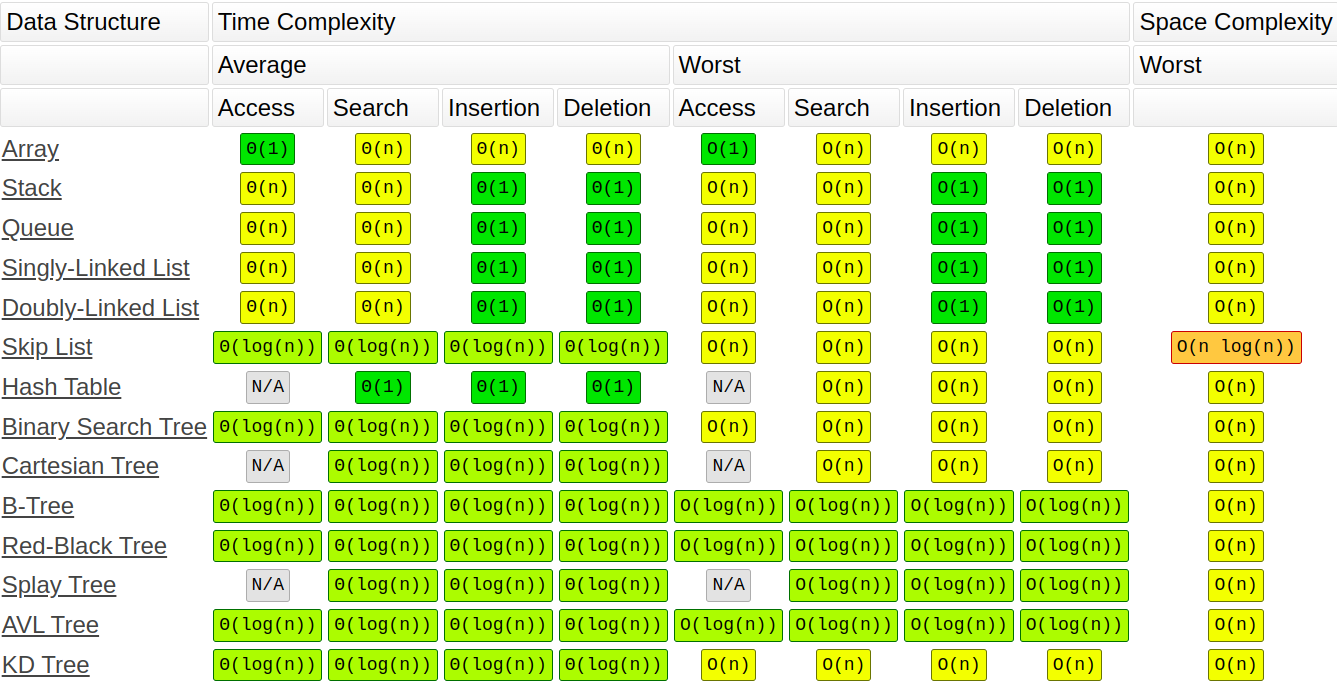 Data Structure Time Complexity Space Complexity
Average Worst Worst
Access Search Insertion Deletion Access Search Insertion Deletion
Array Θ(1) Θ(n) Θ(n) Θ(n) O(1) O(n) O(n) O(n) O(n)
Stack Θ(n) Θ(n) Θ(1) Θ(1) O(n) O(n) O(1) O(1) O(n)
Queue Θ(n) Θ(n) Θ(1) Θ(1) O(n) O(n) O(1) O(1) O(n)
Singly-Linked List Θ(n) Θ(n) Θ(1) Θ(1) O(n) O(n) O(1) O(1) O(n)
Doubly-Linked List Θ(n) Θ(n) Θ(1) Θ(1) O(n) O(n) O(1) O(1) O(n)
Skip List Θ(log(n)) Θ(log(n)) Θ(log(n)) Θ(log(n)) O(n) O(n) O(n) O(n) O(n log(n))
Hash Table N/A Θ(1) Θ(1) Θ(1) N/A O(n) O(n) O(n) O(n)
Binary Search Tree Θ(log(n)) Θ(log(n)) Θ(log(n)) Θ(log(n)) O(n) O(n) O(n) O(n) O(n)
Cartesian Tree N/A Θ(log(n)) Θ(log(n)) Θ(log(n)) N/A O(n) O(n) O(n) O(n)
B-Tree Θ(log(n)) Θ(log(n)) Θ(log(n)) Θ(log(n)) O(log(n)) O(log(n)) O(log(n)) O(log(n)) O(n)
Red-Black Tree Θ(log(n)) Θ(log(n)) Θ(log(n)) Θ(log(n)) O(log(n)) O(log(n)) O(log(n)) O(log(n)) O(n)
Splay Tree N/A Θ(log(n)) Θ(log(n)) Θ(log(n)) N/A O(log(n)) O(log(n)) O(log(n)) O(n)
AVL Tree Θ(log(n)) Θ(log(n)) Θ(log(n)) Θ(log(n)) O(log(n)) O(log(n)) O(log(n)) O(log(n)) O(n)
KD Tree Θ(log(n)) Θ(log(n)) Θ(log(n)) Θ(log(n)) O(n) O(n) O(n) O(n) O(n)